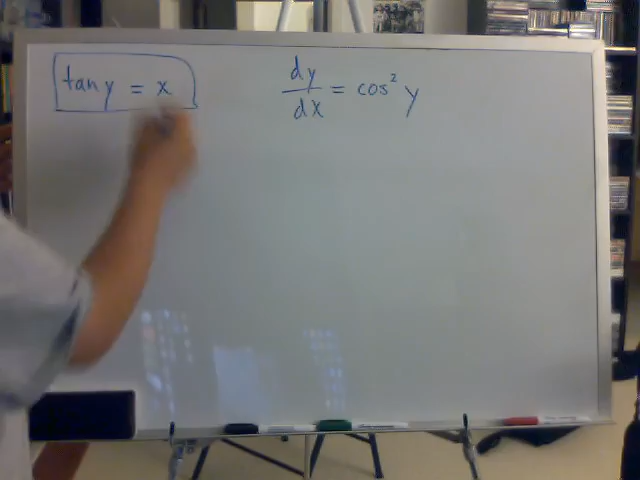 tan y = x
dy/dx = cos² y